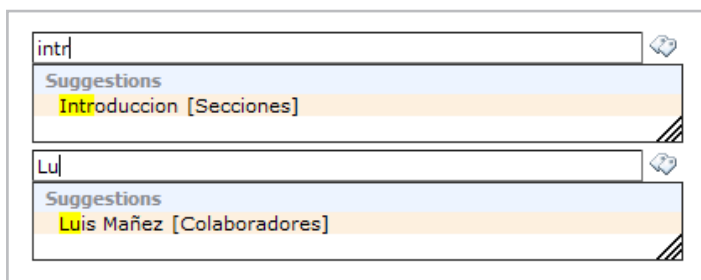 intr
Suggestions
Introduccion [Secciones]
Lu
Suggestions
Luis Mañez [Colaboradores]